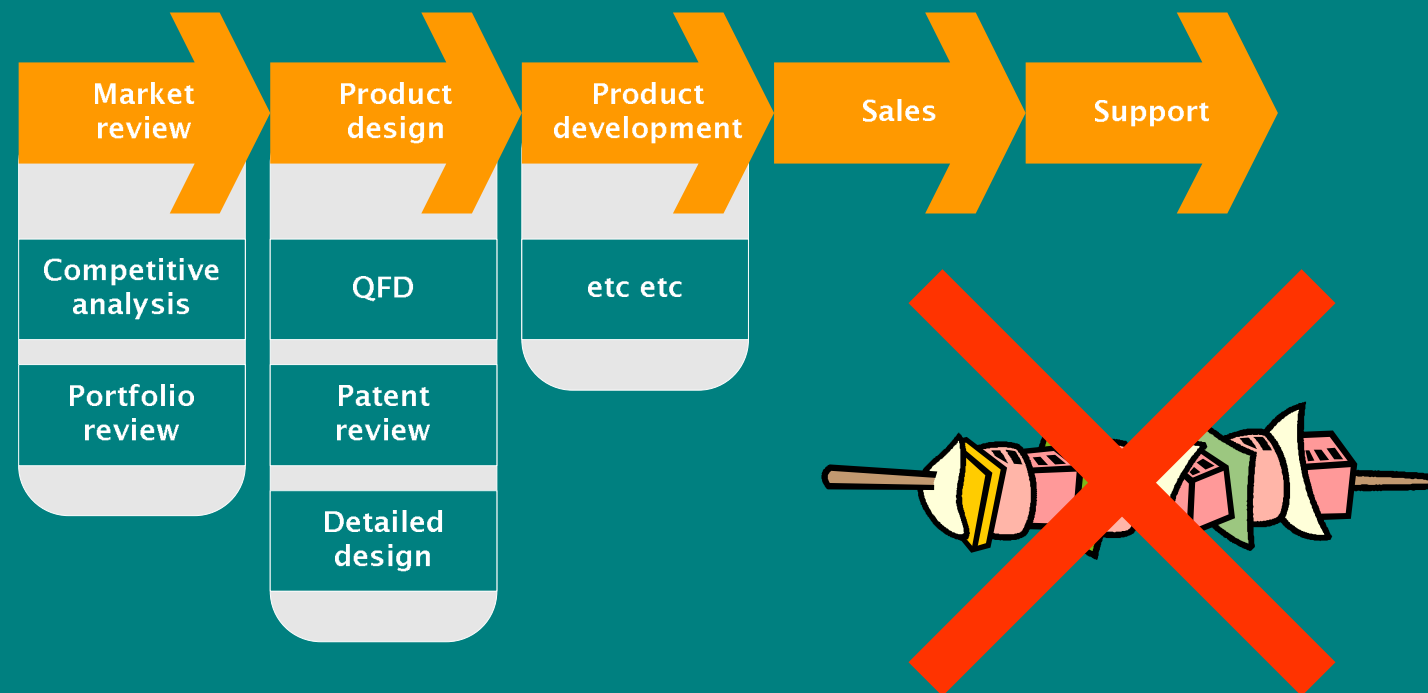 Market
review
Product
design
Product
development
Sales
Support
Competitive
analysis
QFD
etc etc
Portfolio
review
Patent
review
Detailed
design